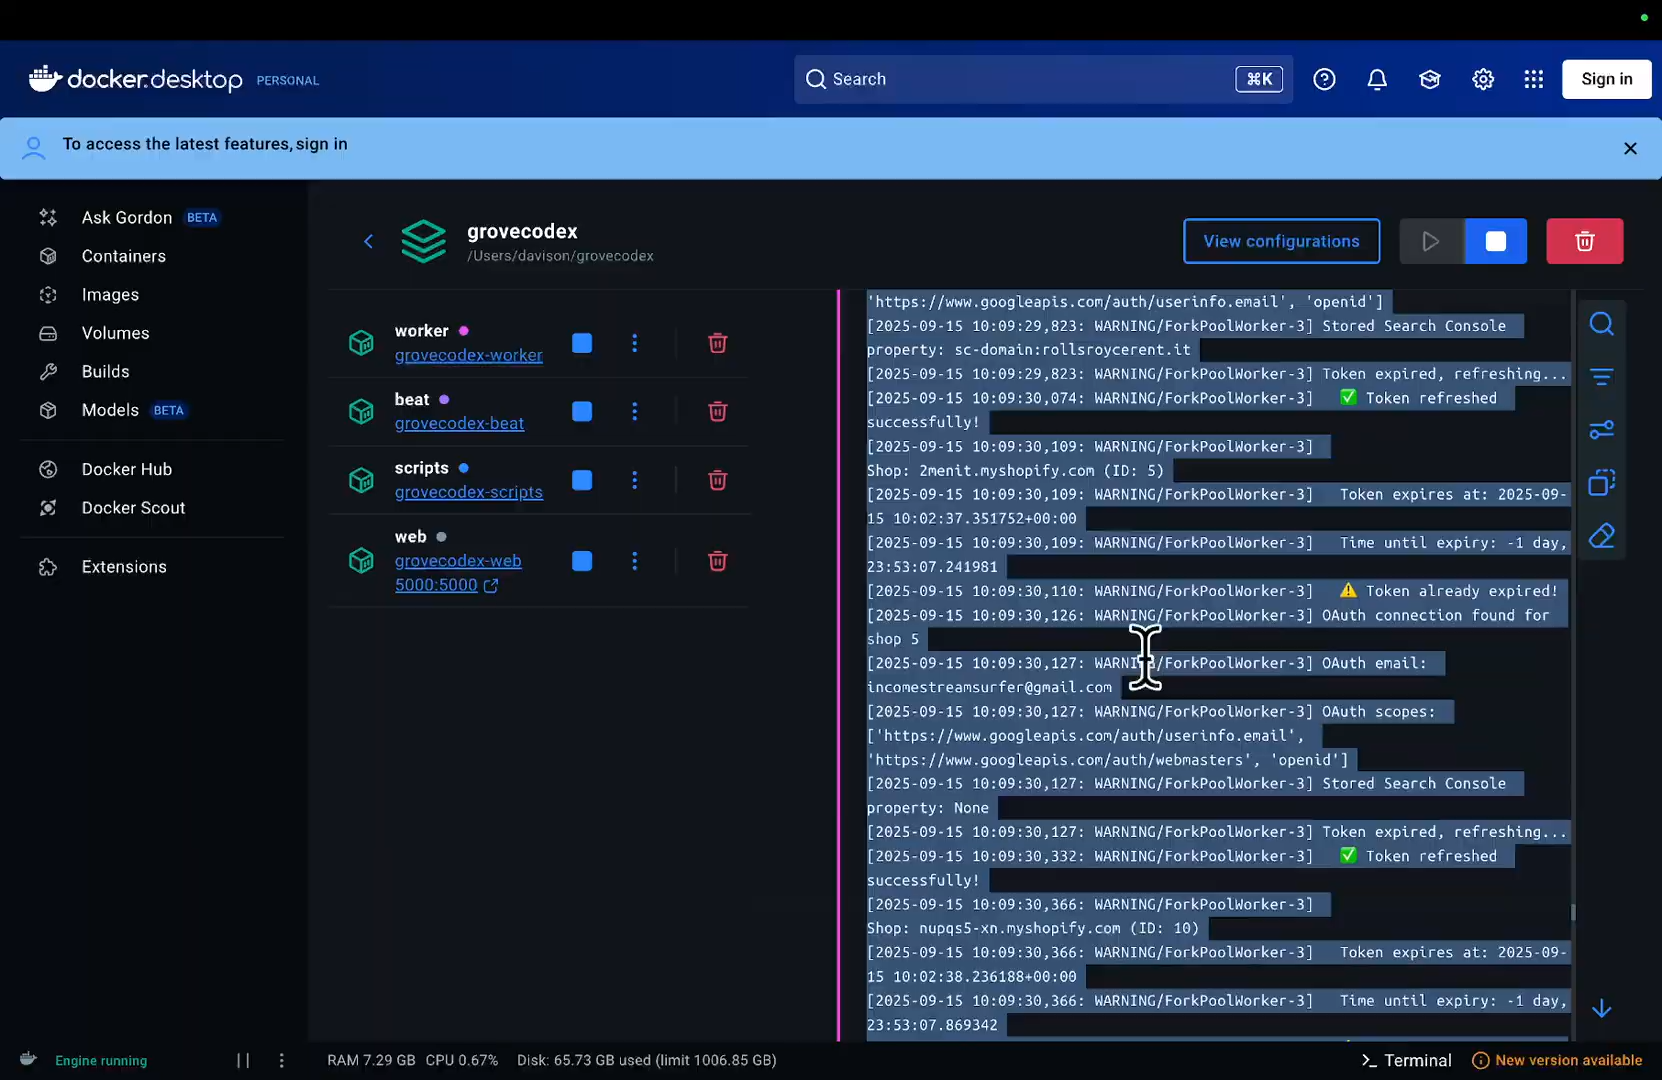 docker.desktop PERSONAL
Search
⌘K
Sign in
To access the latest features, sign in
Ask Gordon BETA
Containers
Images
Volumes
Builds
Models BETA
Docker Hub
Docker Scout
Extensions
grovecodex
/Users/davison/grovecodex
View configurations
worker
grovecodex-worker
beat
grovecodex-beat
scripts
grovecodex-scripts
web
grovecodex-web
5000:5000
'https://www.googleapis.com/auth/userinfo.email', 'openid']
[2025-09-15 10:09:29,823: WARNING/ForkPoolWorker-3] Stored Search Console
property: sc-domain:rollsroycerent.it
[2025-09-15 10:09:29,823: WARNING/ForkPoolWorker-3] Token expired, refreshing...
[2025-09-15 10:09:30,074: WARNING/ForkPoolWorker-3] ✅ Token refreshed
successfully!
[2025-09-15 10:09:30,109: WARNING/ForkPoolWorker-3]
Shop: 2menit.myshopify.com (ID: 5)
[2025-09-15 10:09:30,109: WARNING/ForkPoolWorker-3] Token expires at: 2025-09-
15 10:02:37.351752+00:00
[2025-09-15 10:09:30,109: WARNING/ForkPoolWorker-3] Time until expiry: -1 day,
23:53:07.241981
[2025-09-15 10:09:30,110: WARNING/ForkPoolWorker-3] ⚠️ Token already expired!
[2025-09-15 10:09:30,126: WARNING/ForkPoolWorker-3] OAuth connection found for
shop 5
[2025-09-15 10:09:30,127: WARNING/ForkPoolWorker-3] OAuth email:
incomestreamsurfer@gmail.com
[2025-09-15 10:09:30,127: WARNING/ForkPoolWorker-3] OAuth scopes:
['https://www.googleapis.com/auth/userinfo.email',
'https://www.googleapis.com/auth/webmasters', 'openid']
[2025-09-15 10:09:30,127: WARNING/ForkPoolWorker-3] Stored Search Console
property: None
[2025-09-15 10:09:30,127: WARNING/ForkPoolWorker-3] Token expired, refreshing...
[2025-09-15 10:09:30,332: WARNING/ForkPoolWorker-3] ✅ Token refreshed
successfully!
[2025-09-15 10:09:30,366: WARNING/ForkPoolWorker-3]
Shop: nupqs5-xn.myshopify.com (ID: 10)
[2025-09-15 10:09:30,366: WARNING/ForkPoolWorker-3] Token expires at: 2025-09-
15 10:02:38.236188+00:00
[2025-09-15 10:09:30,366: WARNING/ForkPoolWorker-3] Time until expiry: -1 day,
23:53:07.869342
Engine running
RAM 7.29 GB CPU 0.67% Disk: 65.73 GB used (limit 1006.85 GB)
Terminal
New version available